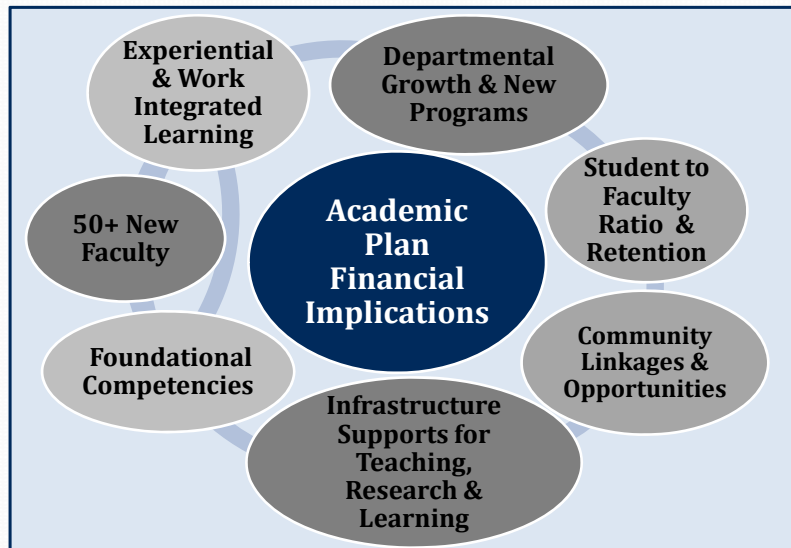 Experiential
& Work
Integrated
Learning
Departmental
Growth & New
Programs
Student to
Faculty
Ratio & 
Retention
Community
Linkages &
Opportunities
Infrastructure
Supports for
Teaching,
Research &
Learning
Foundational
Competencies
50+ New
Faculty
Academic
Plan
Financial
Implications